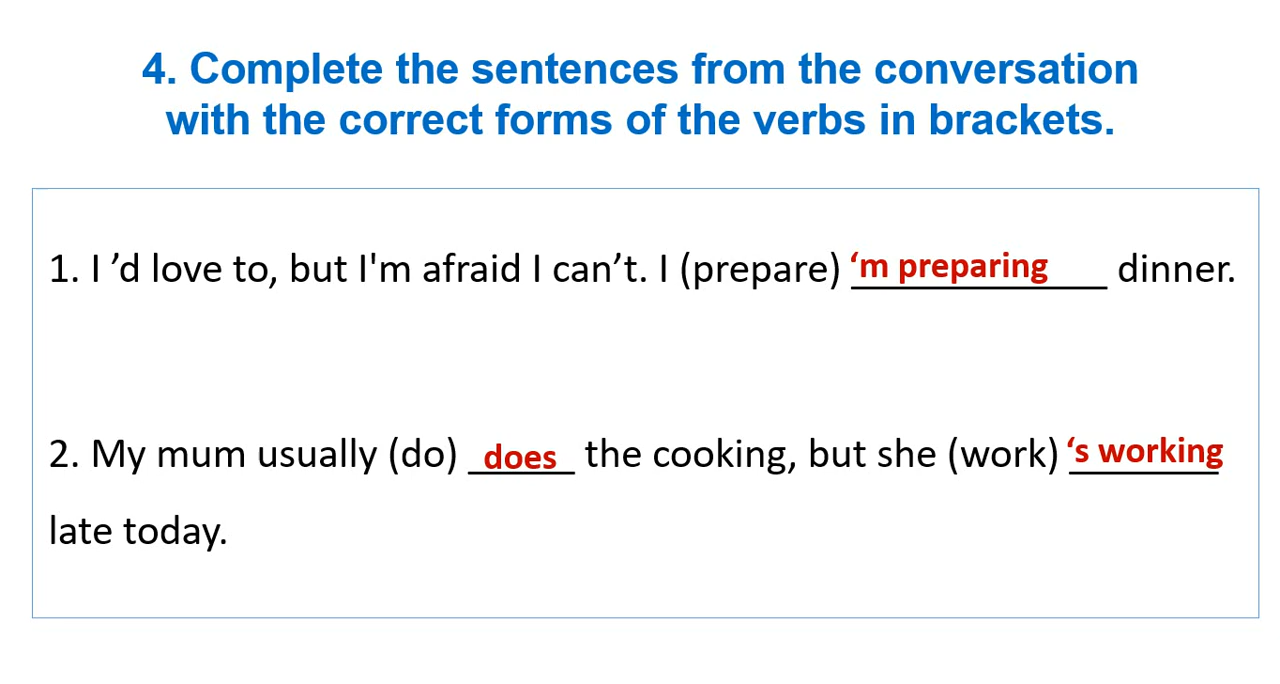 4. Complete the sentences from the conversation
with the correct forms of the verbs in brackets.
1. I ’d love to, but I'm afraid I can’t. I (prepare) ‘m preparing dinner.
2. My mum usually (do) does the cooking, but she (work) ‘s working
late today.